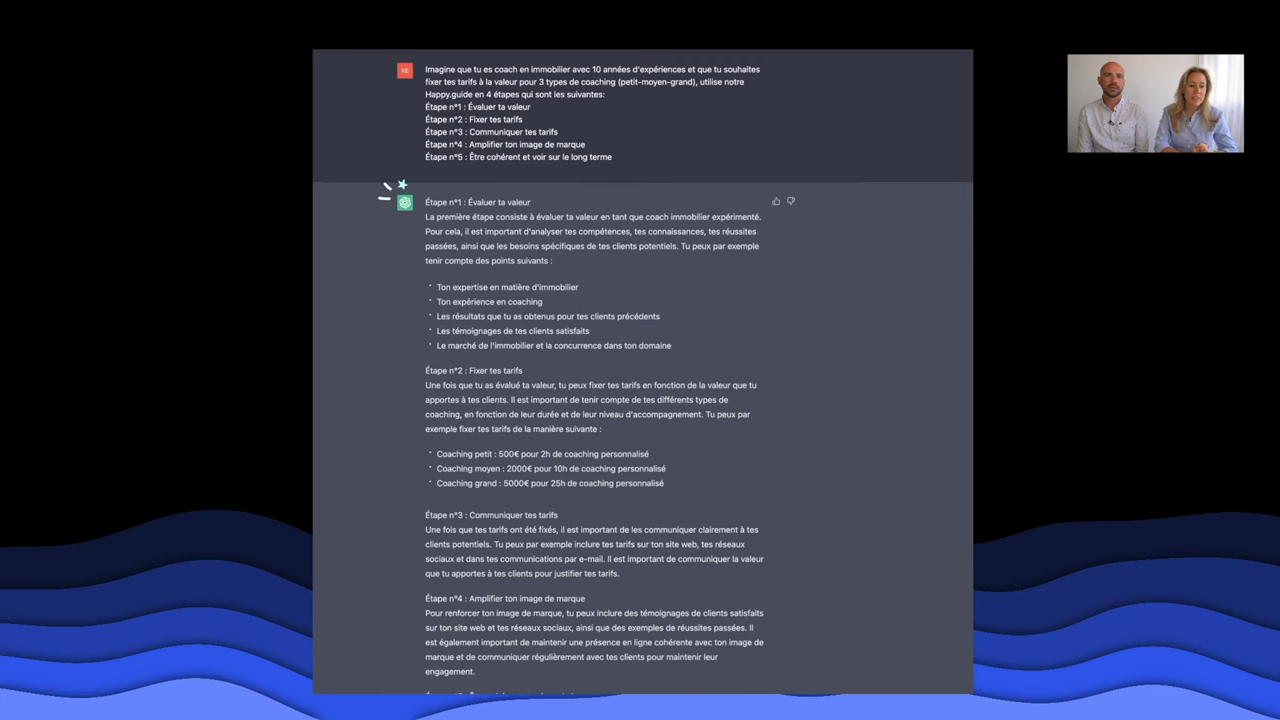 KE
Imagine que tu es coach en immobilier avec 10 années d'expériences et que tu souhaites
fixer tes tarifs à la valeur pour 3 types de coaching (petit-moyen-grand), utilise notre
Happy.guide en 4 étapes qui sont les suivantes:
Étape n°1 : Évaluer ta valeur
Étape n°2 : Fixer tes tarifs
Étape n°3 : Communiquer tes tarifs
Étape n°4 : Amplifier ton image de marque
Étape n°5 : Être cohérent et voir sur le long terme
Étape n°1 : Évaluer ta valeur
La première étape consiste à évaluer ta valeur en tant que coach immobilier expérimenté.
Pour cela, il est important d'analyser tes compétences, tes connaissances, tes réussites
passées, ainsi que les besoins spécifiques de tes clients potentiels. Tu peux par exemple
tenir compte des points suivants :
• Ton expertise en matière d'immobilier
• Ton expérience en coaching
• Les résultats que tu as obtenus pour tes clients précédents
• Les témoignages de tes clients satisfaits
• Le marché de l'immobilier et la concurrence dans ton domaine
Étape n°2 : Fixer tes tarifs
Une fois que tu as évalué ta valeur, tu peux fixer tes tarifs en fonction de la valeur que tu
apportes à tes clients. Il est important de tenir compte de tes différents types de
coaching, en fonction de leur durée et de leur niveau d'accompagnement. Tu peux par
exemple fixer tes tarifs de la manière suivante :
• Coaching petit : 500€ pour 2h de coaching personnalisé
• Coaching moyen : 2000€ pour 10h de coaching personnalisé
• Coaching grand : 5000€ pour 25h de coaching personnalisé
Étape n°3 : Communiquer tes tarifs
Une fois que tes tarifs ont été fixés, il est important de les communiquer clairement à tes
clients potentiels. Tu peux par exemple inclure tes tarifs sur ton site web, tes réseaux
sociaux et dans tes communications par e-mail. Il est important de communiquer la valeur
que tu apportes à tes clients pour justifier tes tarifs.
Étape n°4 : Amplifier ton image de marque
Pour renforcer ton image de marque, tu peux inclure des témoignages de clients satisfaits
sur ton site web et tes réseaux sociaux, ainsi que des exemples de réussites passées. Il
est également important de maintenir une présence en ligne cohérente avec ton image de
marque et de communiquer régulièrement avec tes clients pour maintenir leur
engagement.